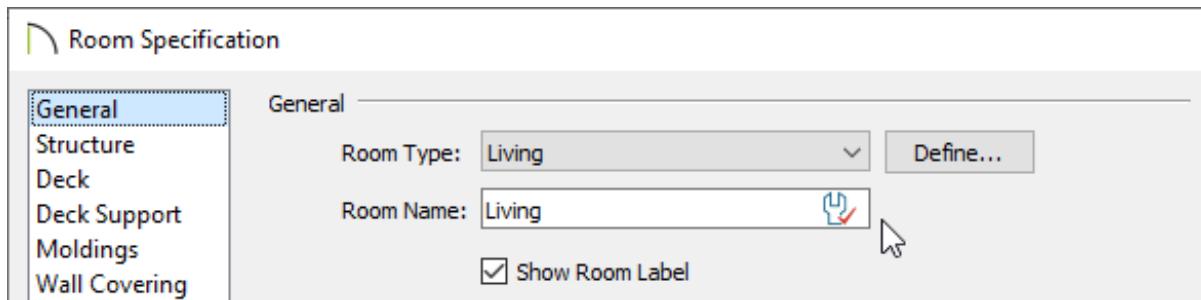 Room Specification
General
Structure
Deck
Deck Support
Moldings
Wall Covering
General
Room Type: Living Define...
Room Name: Living
Show Room Label